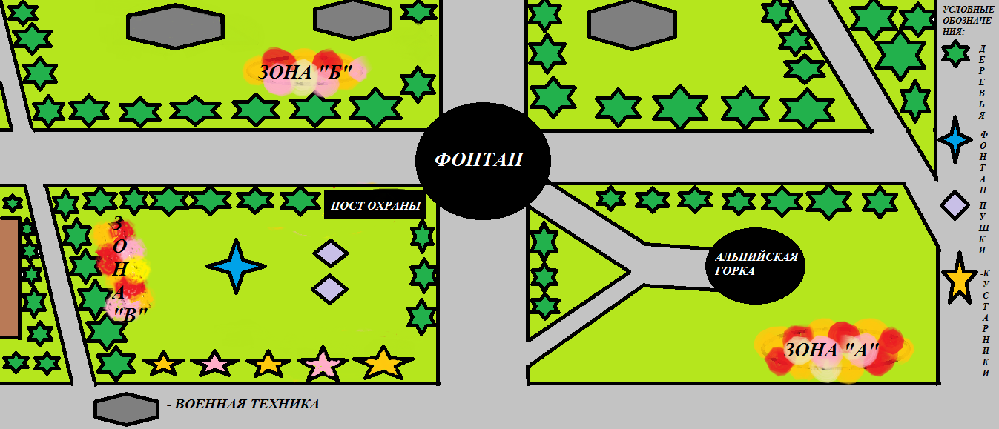 УСЛОВНЫЕ
ОБОЗНАЧЕ
НИЯ:
- ДЕРЕВЬЯ
ЗОНА "Б"
- ФОНТАН
ФОНТАН
ПОСТ ОХРАНЫ
- ПУШКИ
ЗОНА "В"
АЛЬПИЙСКАЯ
ГОРКА
-КУСТАРНИКИ
ЗОНА "А"
- ВОЕННАЯ ТЕХНИКА